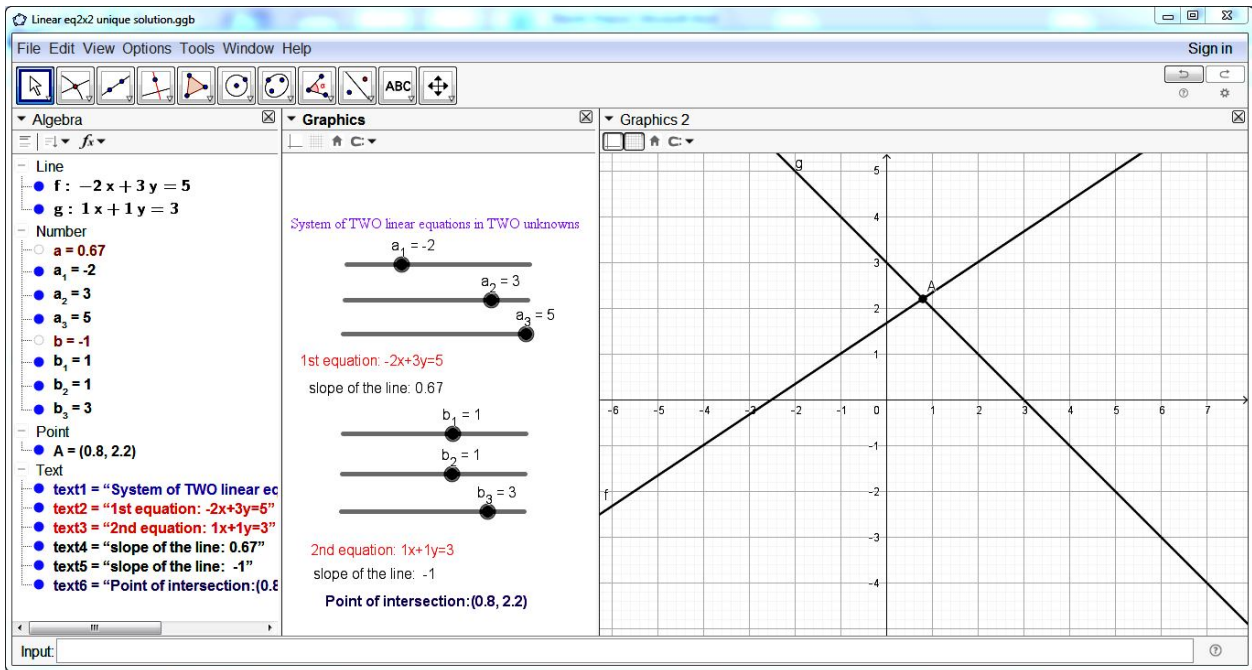 Linear eq2x2 unique solution.ggb
File Edit View Options Tools Window Help
Sign in
ABC
Algebra
Graphics
Graphics 2
Line
f : −2 x + 3 y = 5
g : 1 x + 1 y = 3
Number
a = 0.67
a₁ = -2
a₂ = 3
a₃ = 5
b = -1
b₁ = 1
b₂ = 1
b₃ = 3
Point
A = (0.8, 2.2)
Text
text1 = “System of TWO linear eq
text2 = “1st equation: -2x+3y=5”
text3 = “2nd equation: 1x+1y=3”
text4 = “slope of the line: 0.67”
text5 = “slope of the line:  -1”
text6 = “Point of intersection:(0.8
System of TWO linear equations in TWO unknowns
a₁ = -2
a₂ = 3
a₃ = 5
1st equation: -2x+3y=5
slope of the line: 0.67
b₁ = 1
b₂ = 1
b₃ = 3
2nd equation: 1x+1y=3
slope of the line:  -1
Point of intersection:(0.8, 2.2)
g
5
4
3
A
2
1
-6 -5 -4 -3 -2 -1 0 1 2 3 4 5 6 7
-1
f
-2
-3
-4
Input: